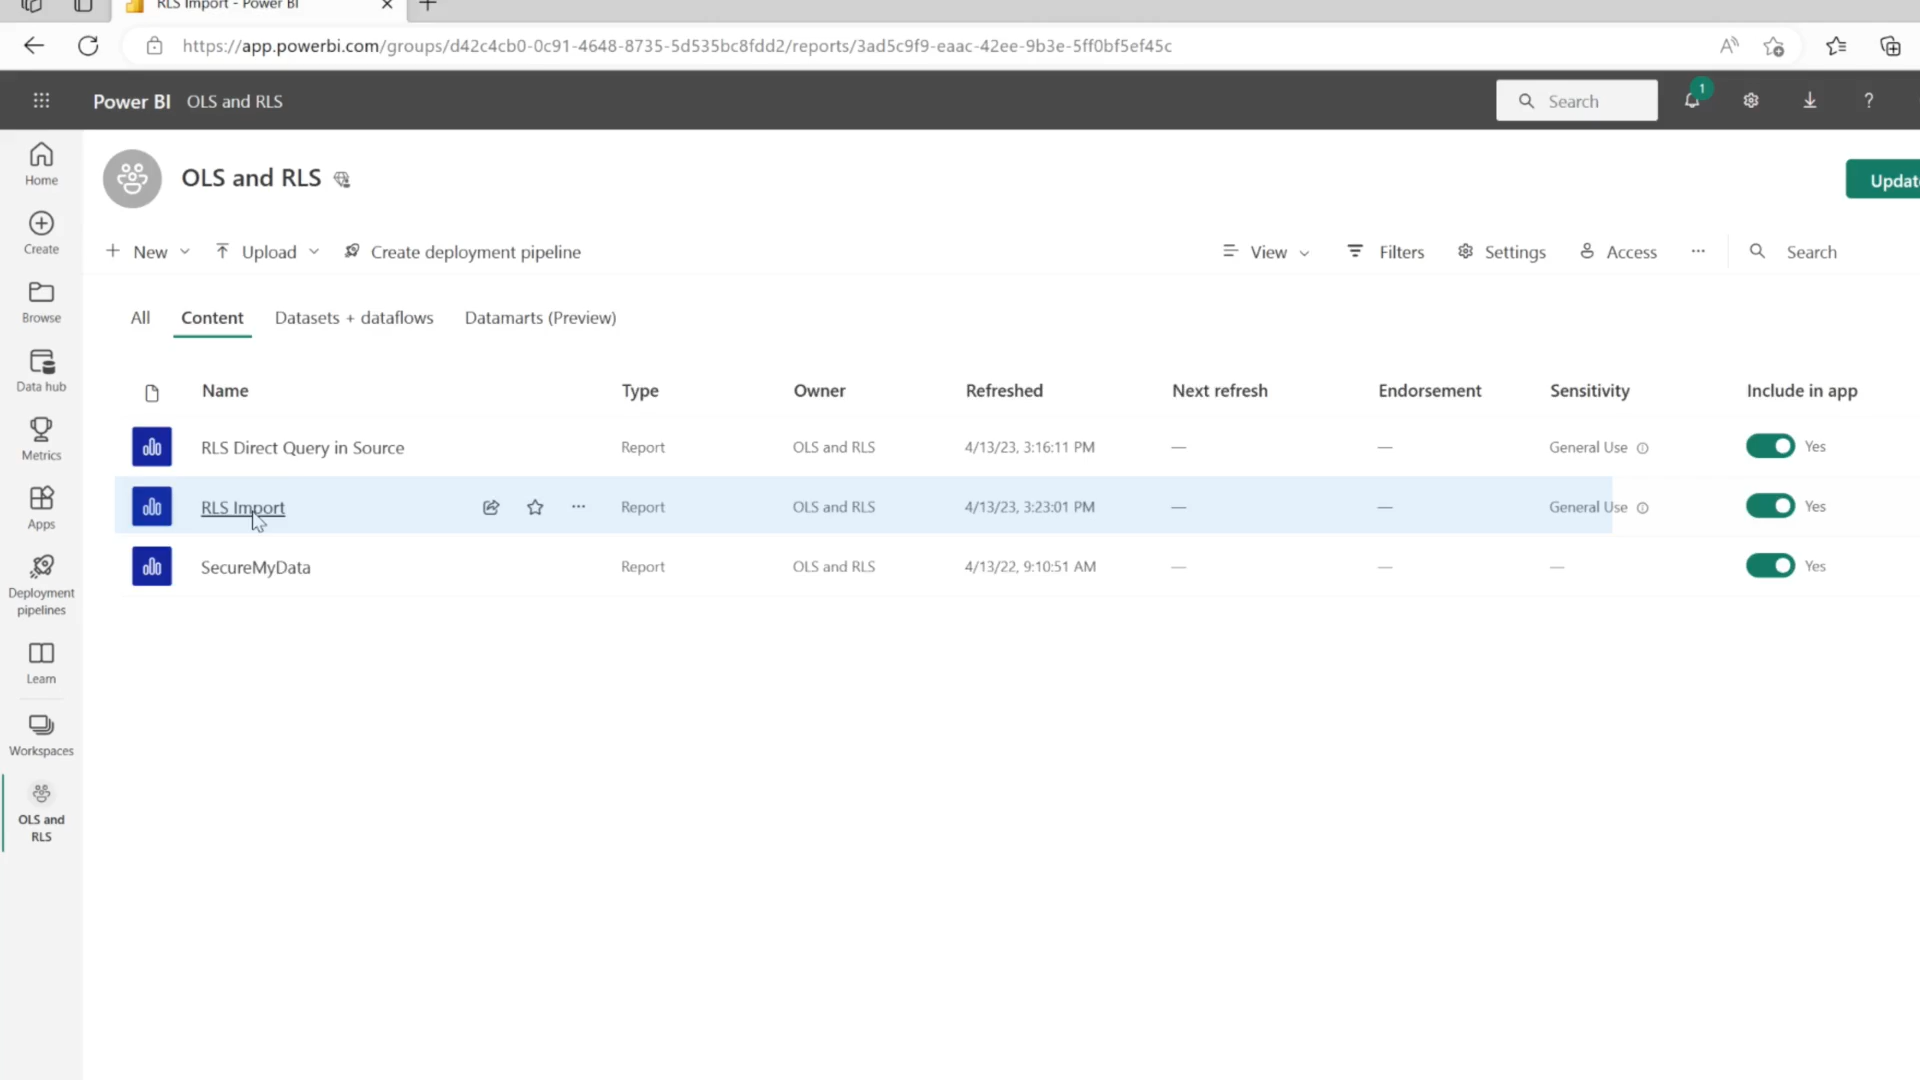 RLS Import - Power BI
https://app.powerbi.com/groups/d42c4cb0-0c91-4648-8735-5d535bc8fdd2/reports/3ad5c9f9-eaac-42ee-9b3e-5ff0bf5ef45c
Power BI OLS and RLS Search 1 ?
Home
Create
Browse
Data hub
Metrics
Apps
Deployment
pipelines
Learn
Workspaces
OLS and
RLS
OLS and RLS
Updat
New Upload Create deployment pipeline View Filters Settings Access ... Search
All Content Datasets + dataflows Datamarts (Preview)
Name Type Owner Refreshed Next refresh Endorsement Sensitivity Include in app
RLS Direct Query in Source Report OLS and RLS 4/13/23, 3:16:11 PM — — General Use Yes
RLS Import ... Report OLS and RLS 4/13/23, 3:23:01 PM — — General Use Yes
SecureMyData Report OLS and RLS 4/13/22, 9:10:51 AM — — — Yes